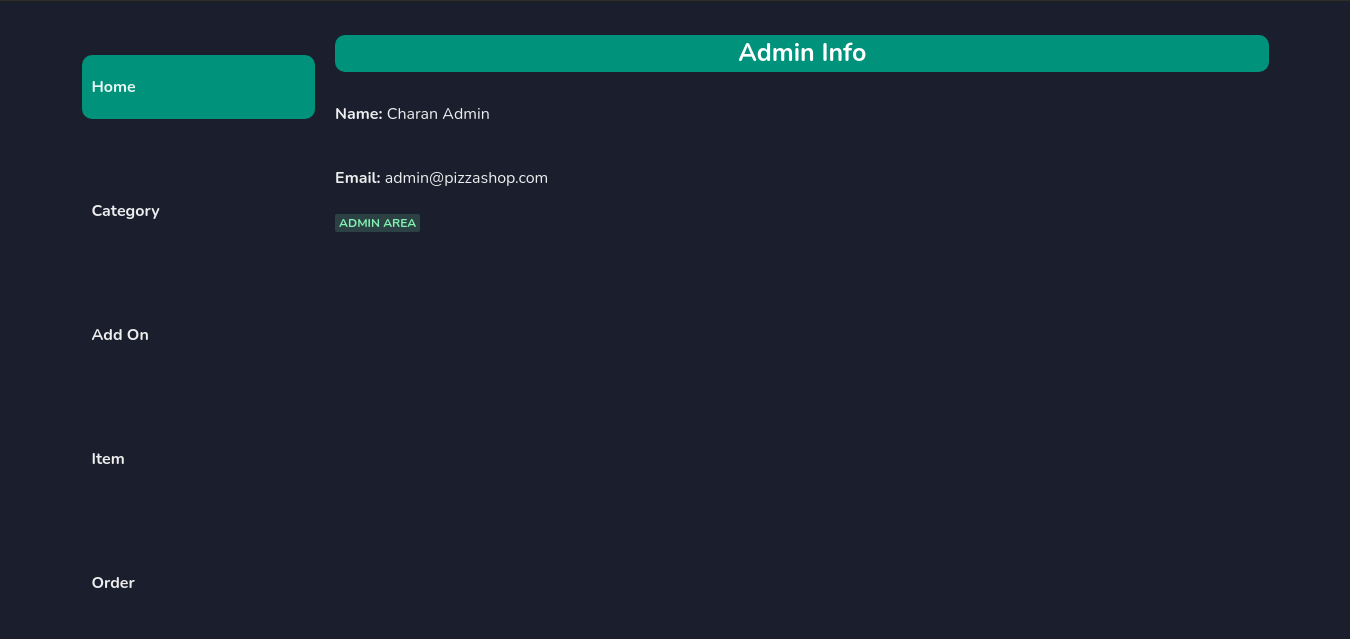 Admin Info
Home
Name: Charan Admin
Email: admin@pizzashop.com
Category
ADMIN AREA
Add On
Item
Order